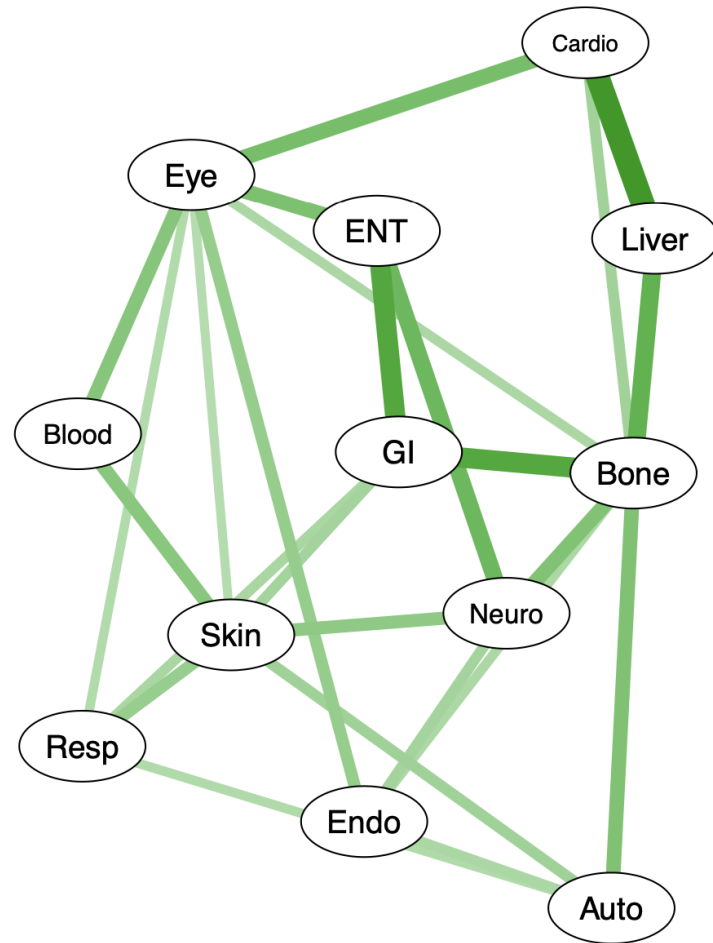 Cardio
Eye
ENT
Liver
Blood
GI
Bone
Neuro
Skin
Resp
Endo
Auto